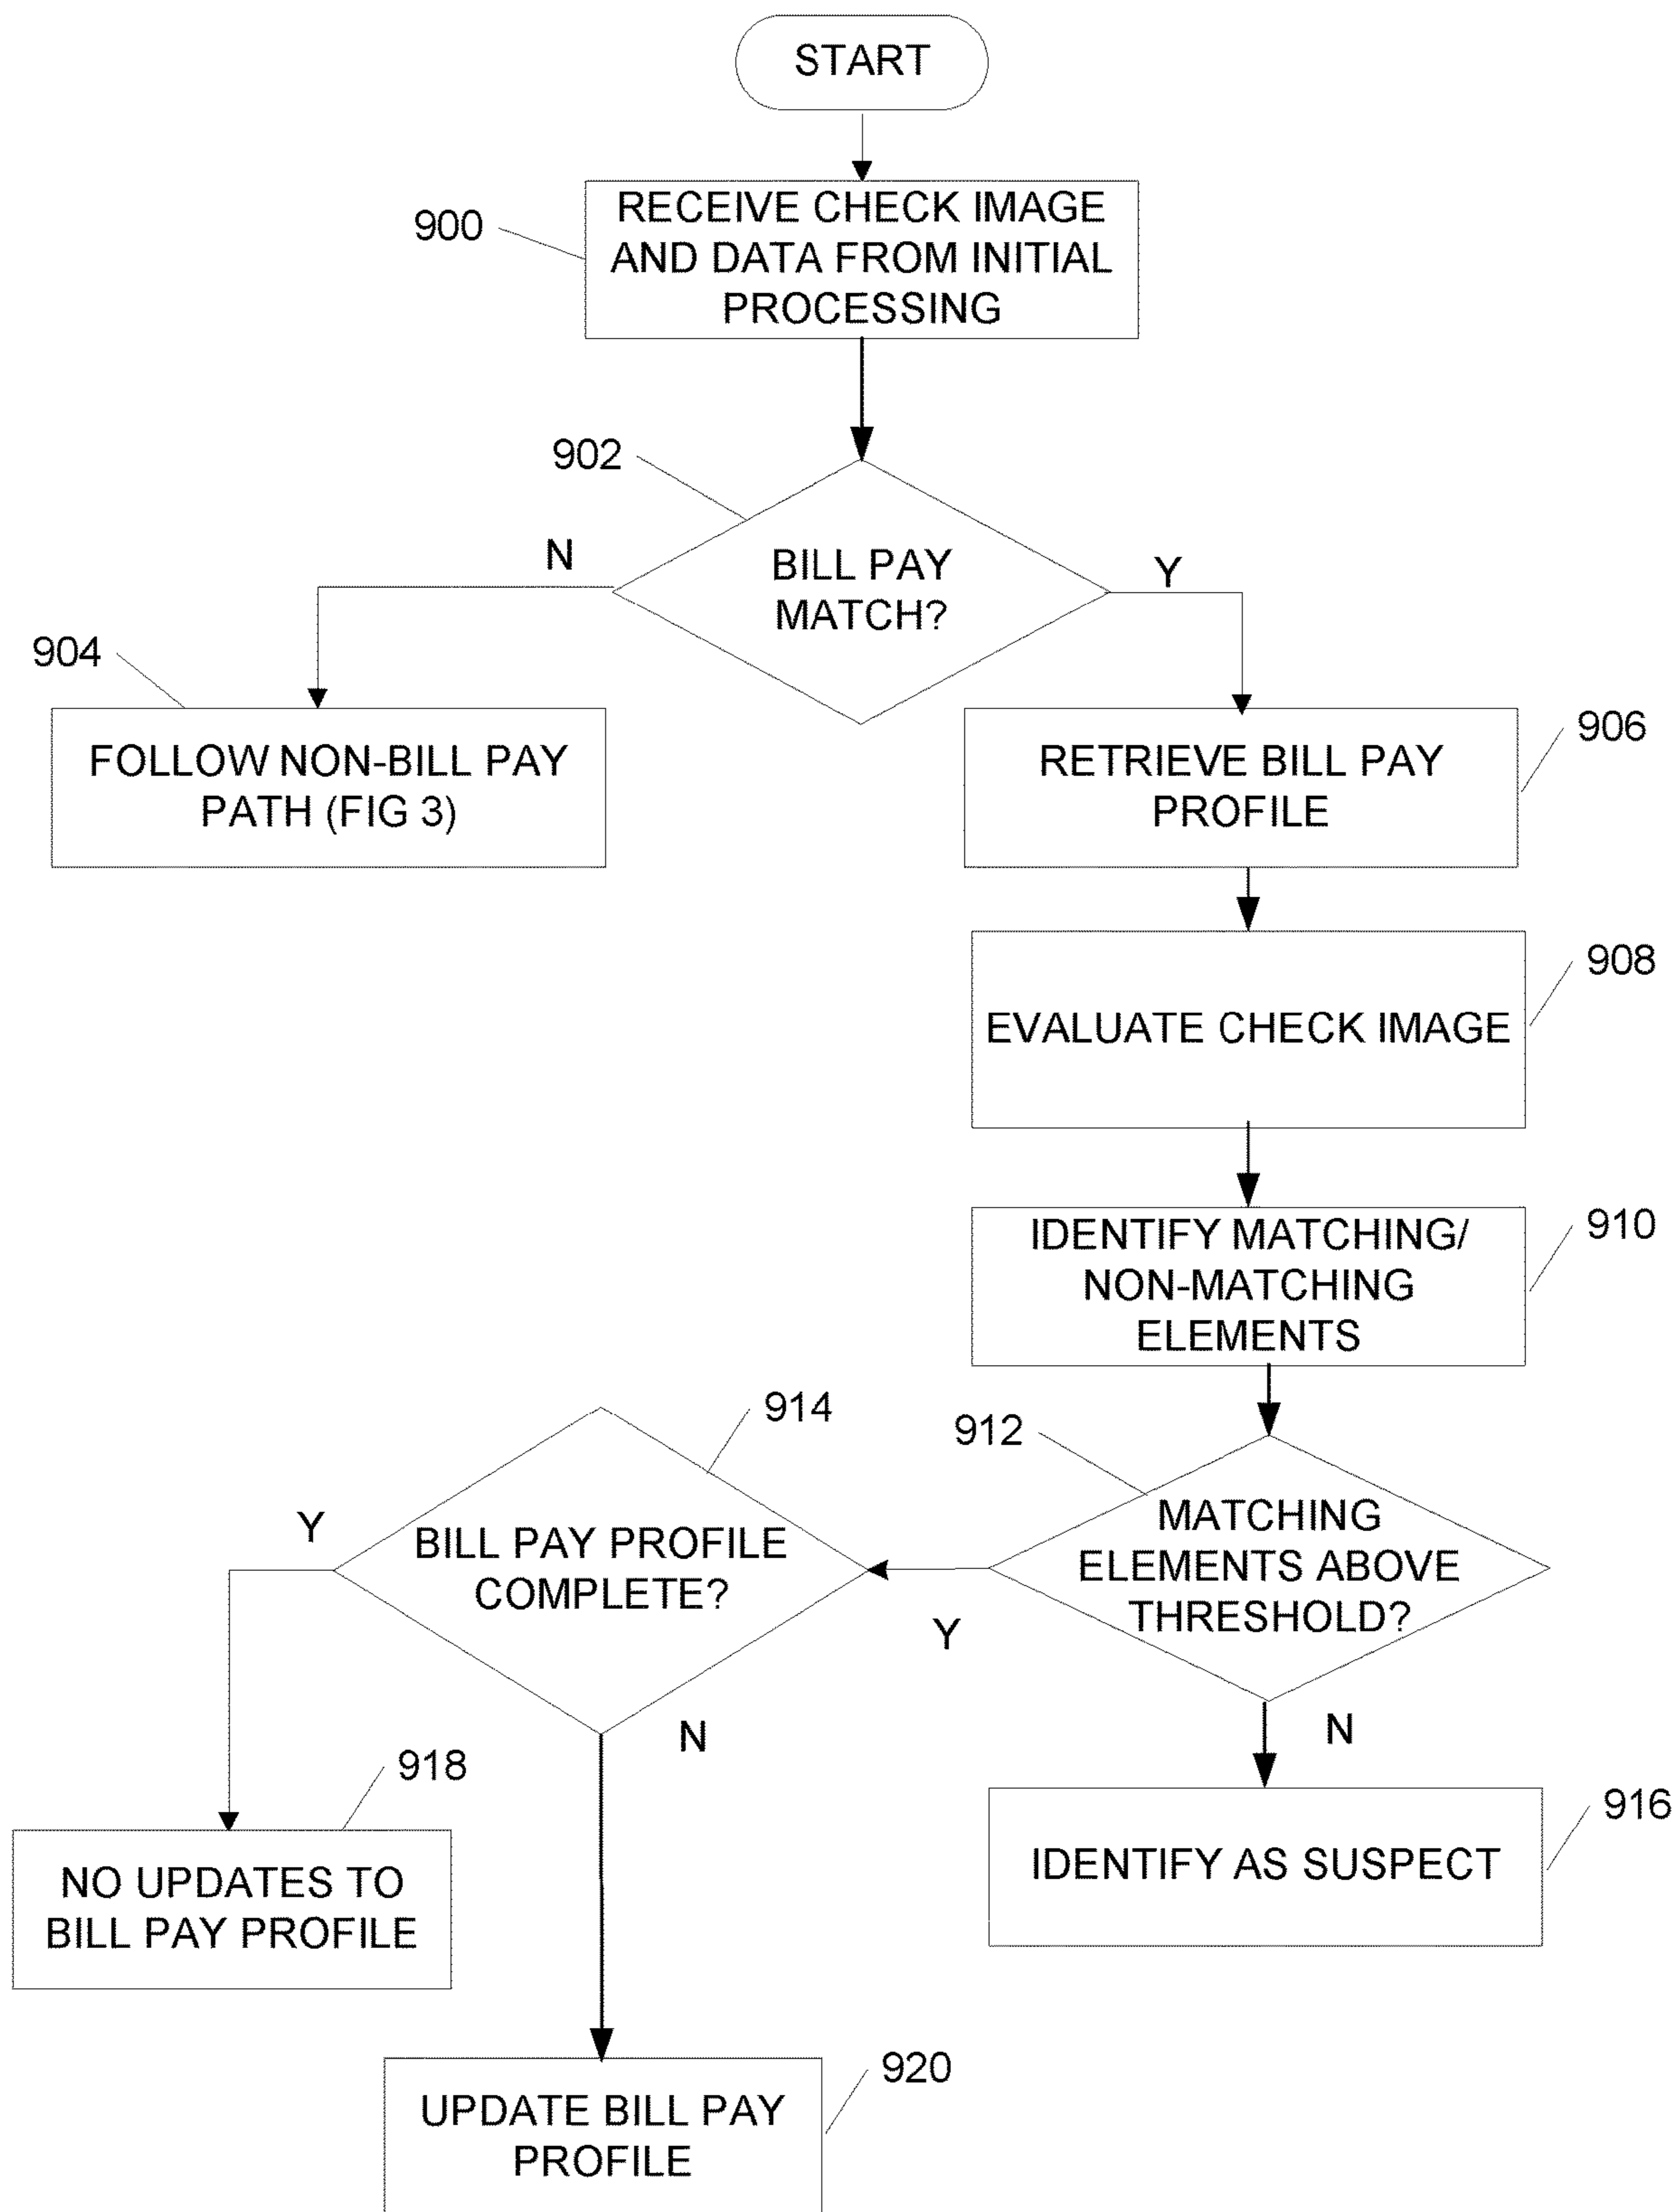 START
900
RECEIVE CHECK IMAGE
AND DATA FROM INITIAL
PROCESSING
902
BILL PAY
MATCH?
N
Y
904
FOLLOW NON-BILL PAY
PATH (FIG 3)
906
RETRIEVE BILL PAY
PROFILE
908
EVALUATE CHECK IMAGE
910
IDENTIFY MATCHING/
NON-MATCHING
ELEMENTS
912
MATCHING
ELEMENTS ABOVE
THRESHOLD?
Y
N
914
BILL PAY PROFILE
COMPLETE?
Y
N
916
IDENTIFY AS SUSPECT
918
NO UPDATES TO
BILL PAY PROFILE
920
UPDATE BILL PAY
PROFILE